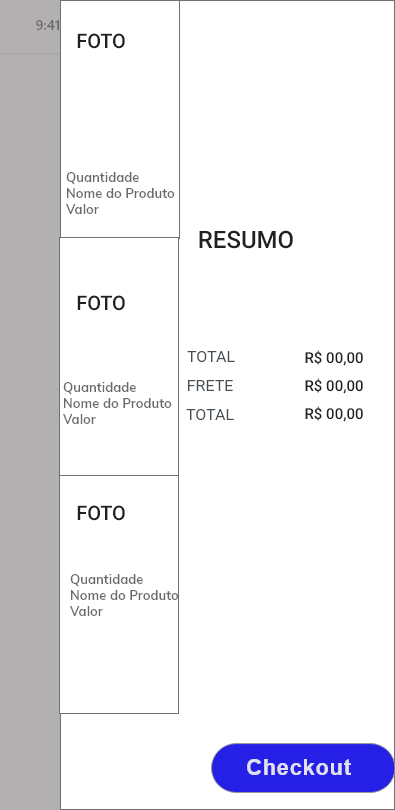 9:41
FOTO
Quantidade
Nome do Produto
Valor
RESUMO
FOTO
TOTAL R$ 00,00
FRETE R$ 00,00
TOTAL R$ 00,00
Quantidade
Nome do Produto
Valor
FOTO
Quantidade
Nome do Produto
Valor
Checkout